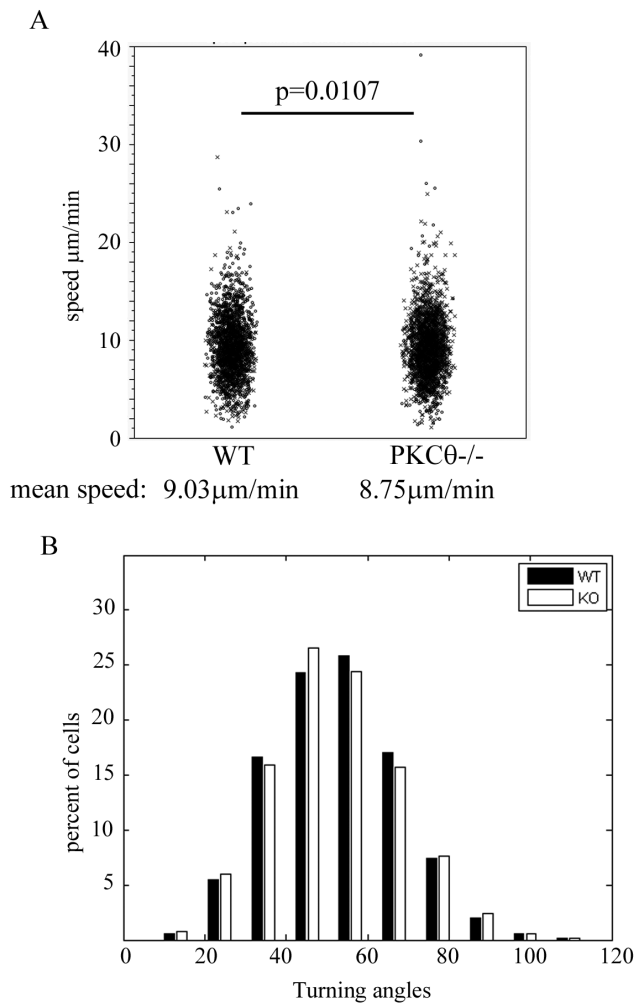 A
40
p=0.0107
30
speed μm/min
20
10
0
WT PKCθ-/-
mean speed: 9.03μm/min 8.75μm/min
B
WT
KO
30
25
percent of cells
20
15
10
5
0 20 40 60 80 100 120
Turning angles